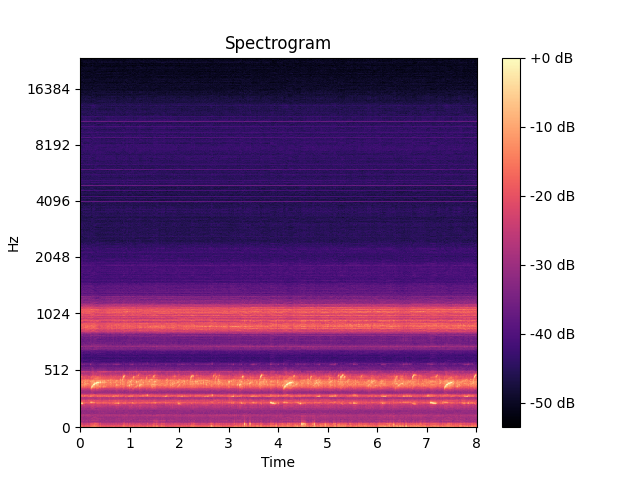 Spectrogram
+0 dB
16384
-10 dB
8192
-20 dB
4096
Hz
2048
-30 dB
1024
-40 dB
512
-50 dB
0
0 1 2 3 4 5 6 7 8
Time